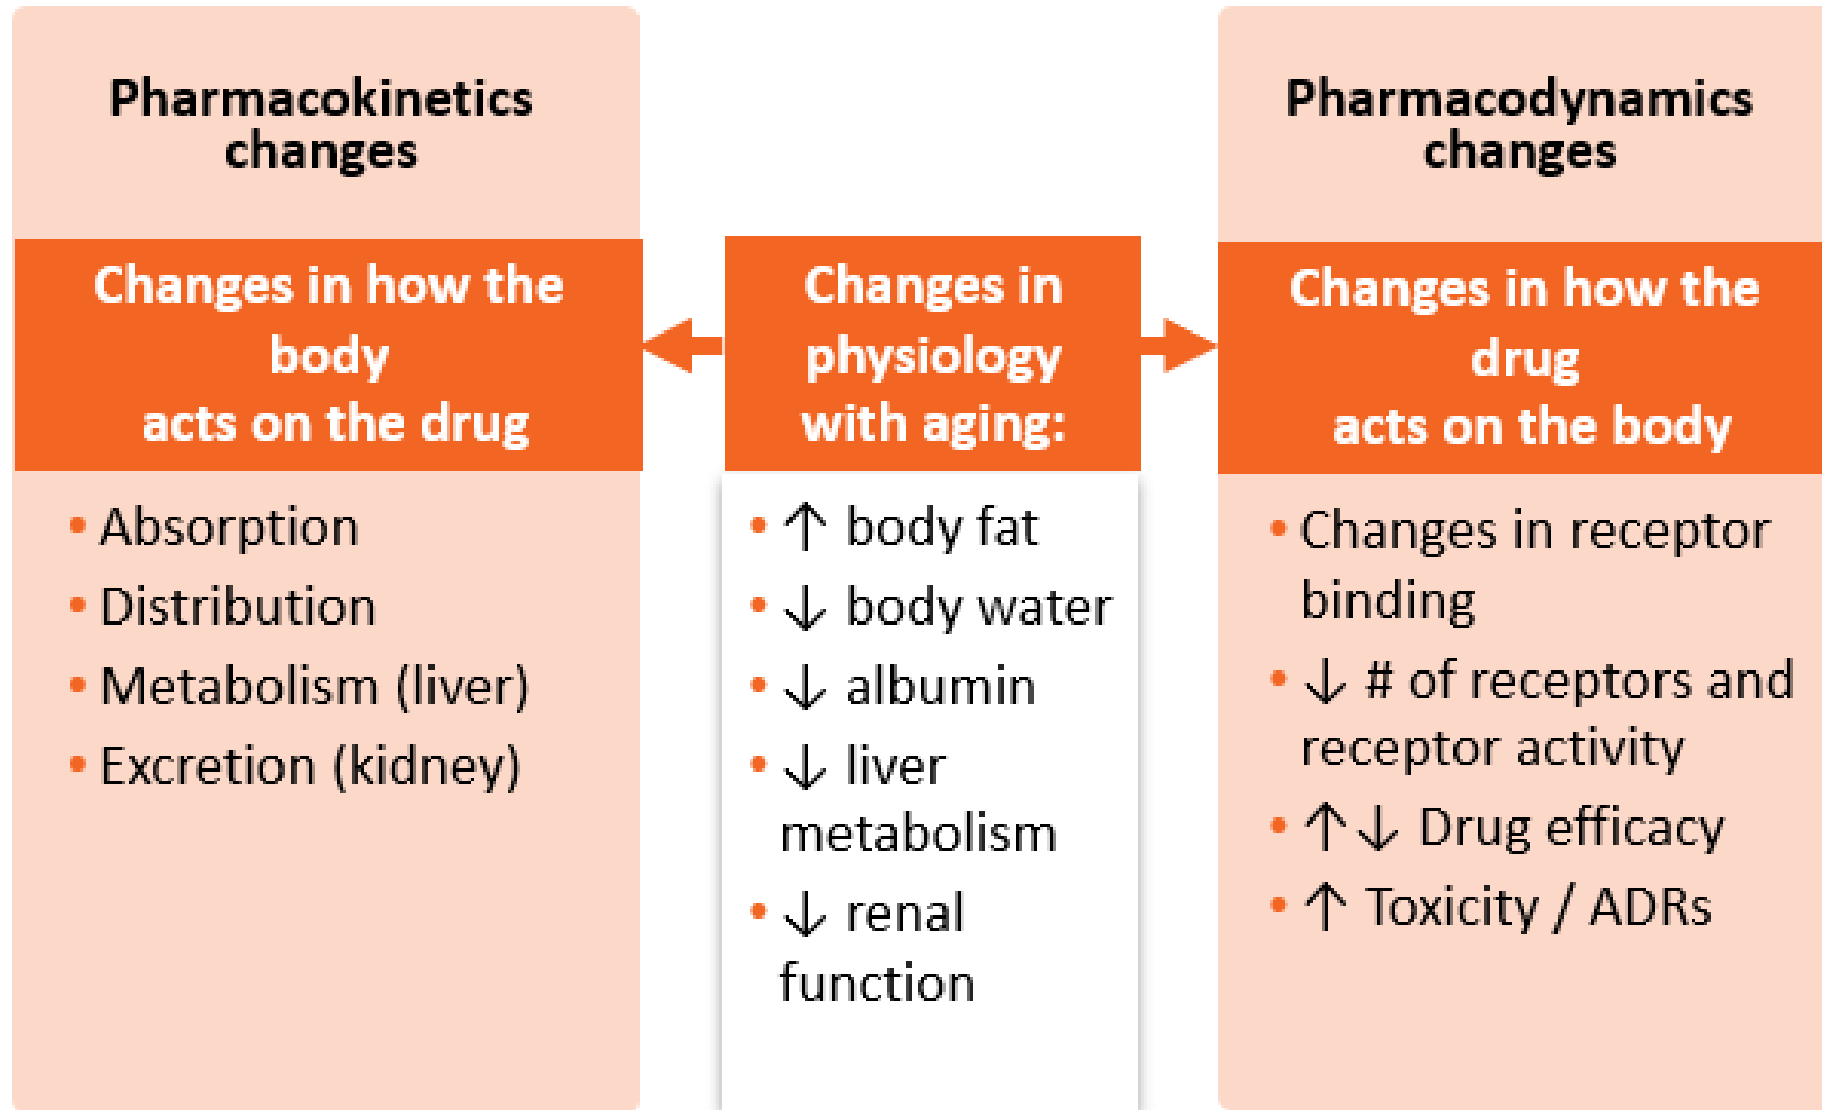 Pharmacokinetics
changes
Changes in how the
body
acts on the drug
• Absorption
• Distribution
• Metabolism (liver)
• Excretion (kidney)
Changes in
physiology
with aging:
• ↑ body fat
• ↓ body water
• ↓ albumin
• ↓ liver
metabolism
• ↓ renal
function
Pharmacodynamics
changes
Changes in how the
drug
acts on the body
• Changes in receptor
binding
• ↓ # of receptors and
receptor activity
• ↑↓ Drug efficacy
• ↑ Toxicity / ADRs